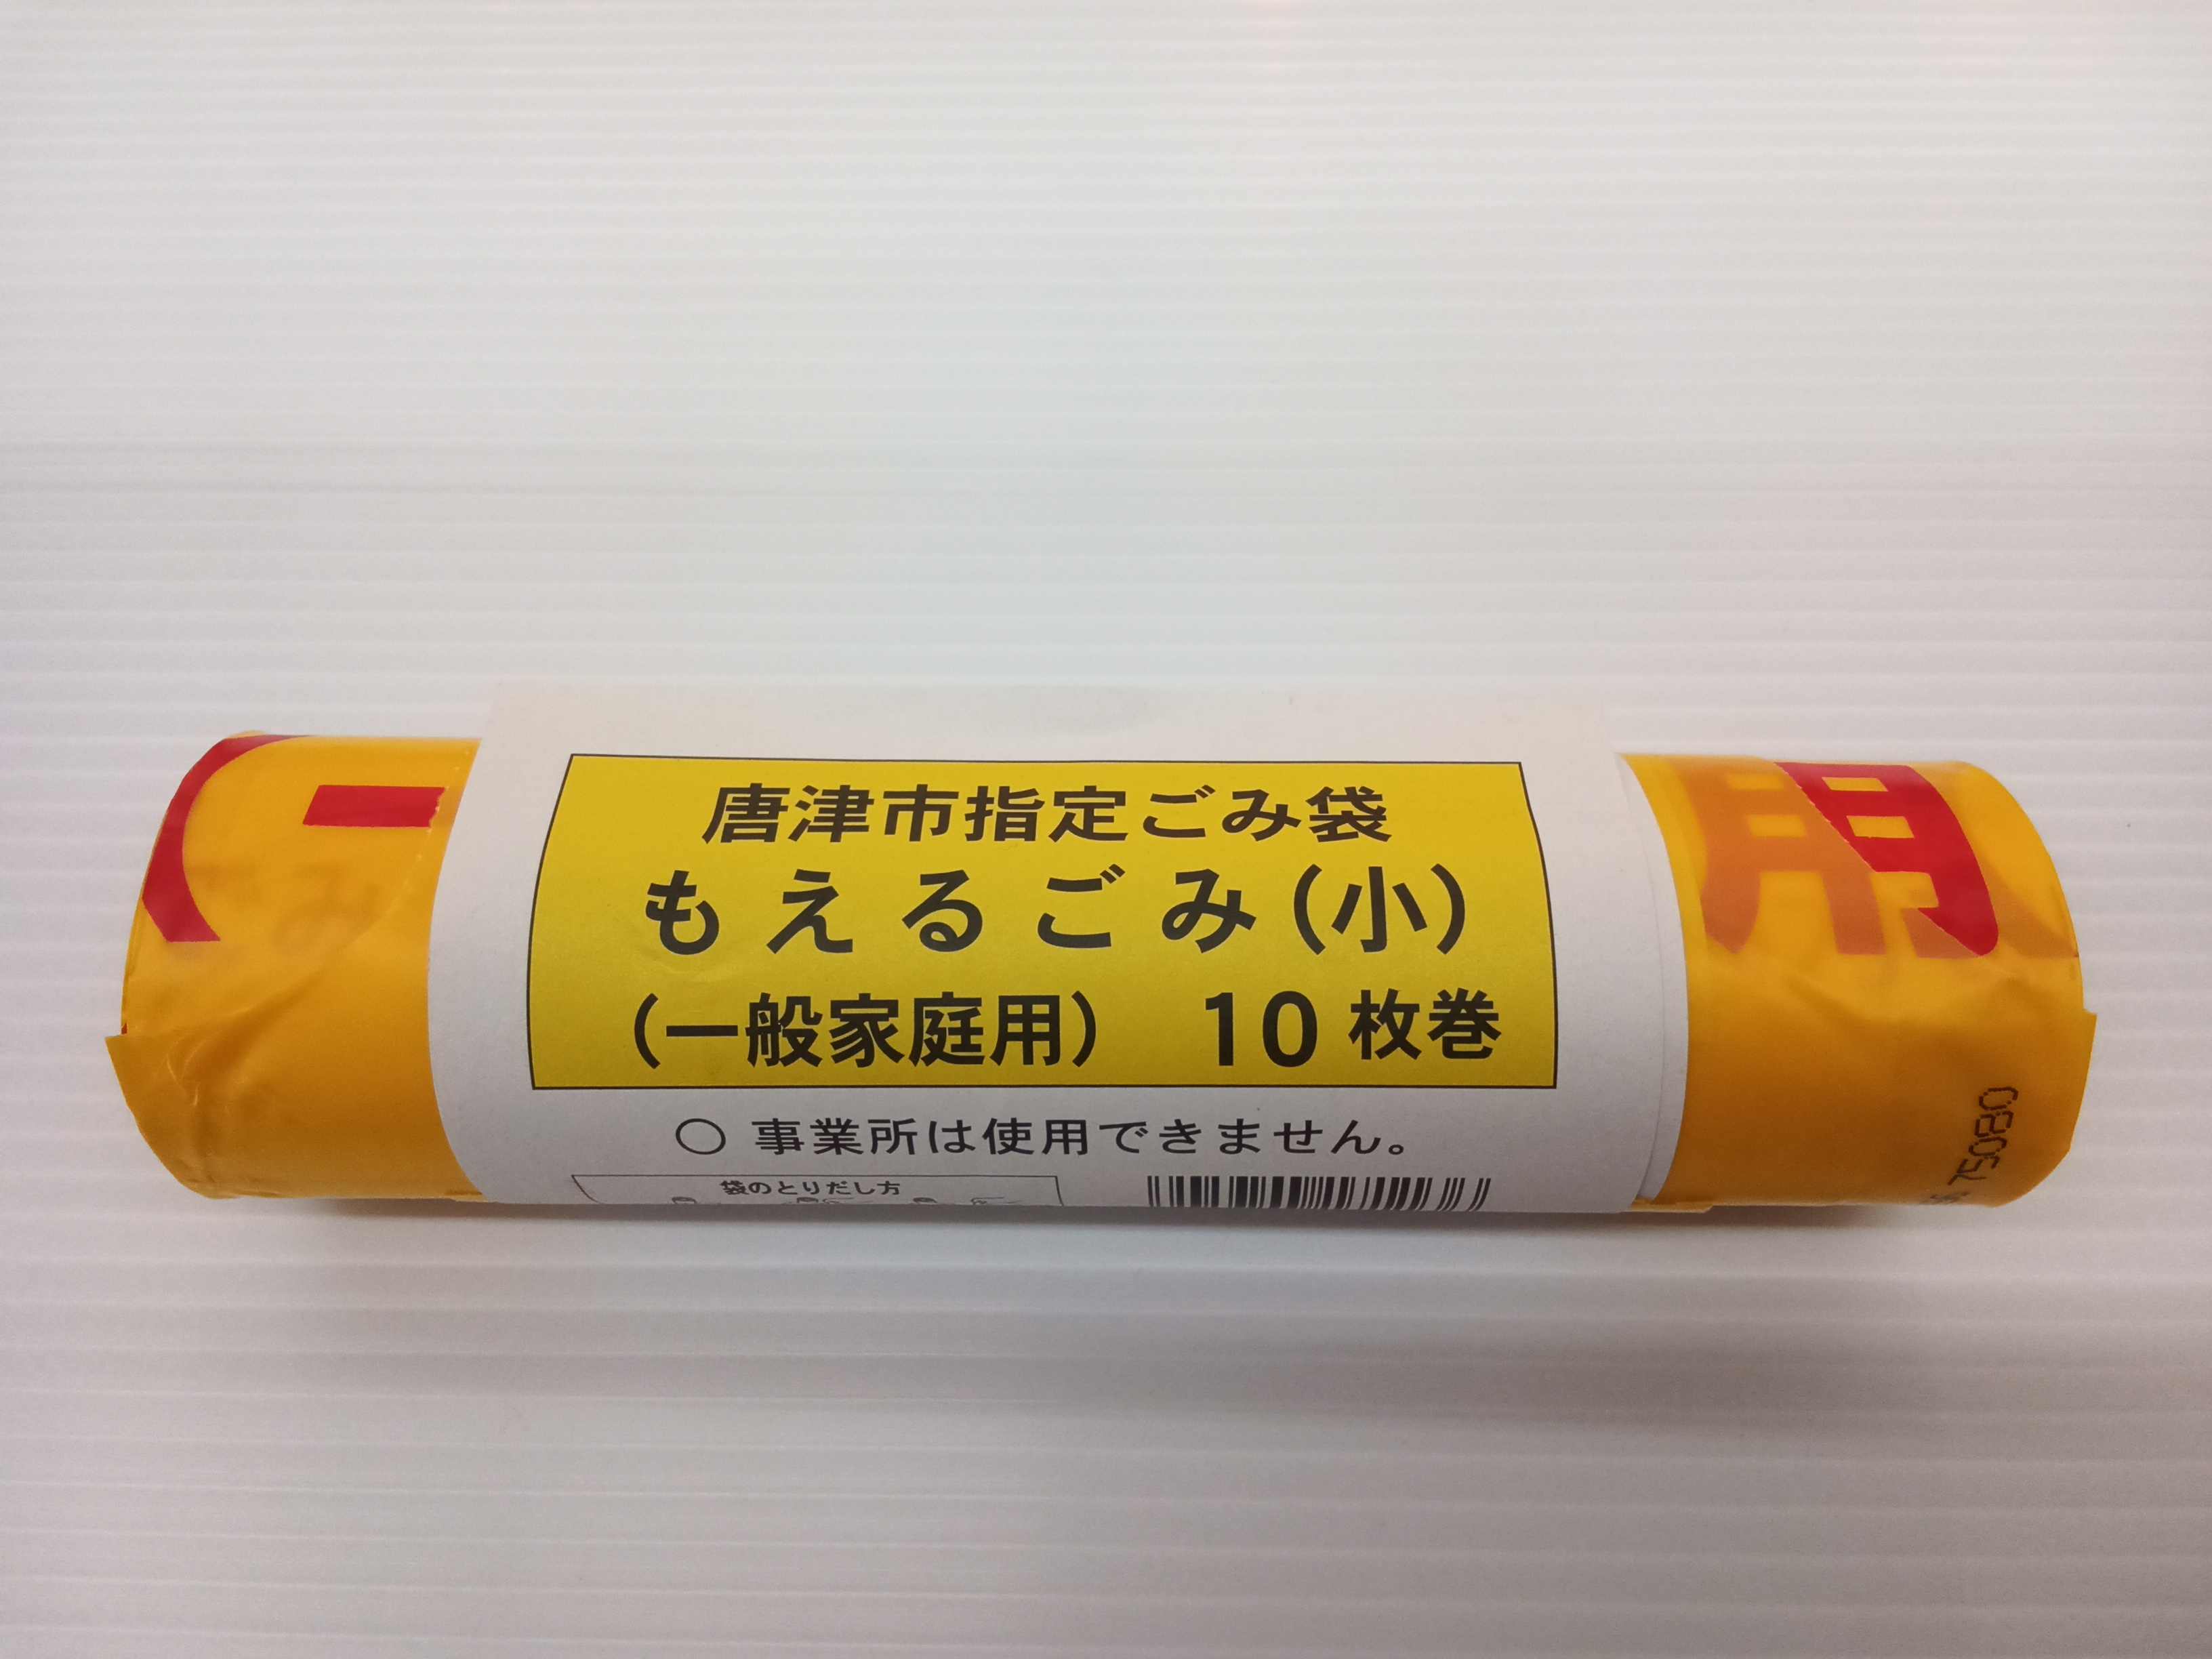 唐津市指定ごみ袋
もえるごみ(小)
(一般家庭用) 10枚巻
○ 事業所は使用できません。
袋のとりだし方
用